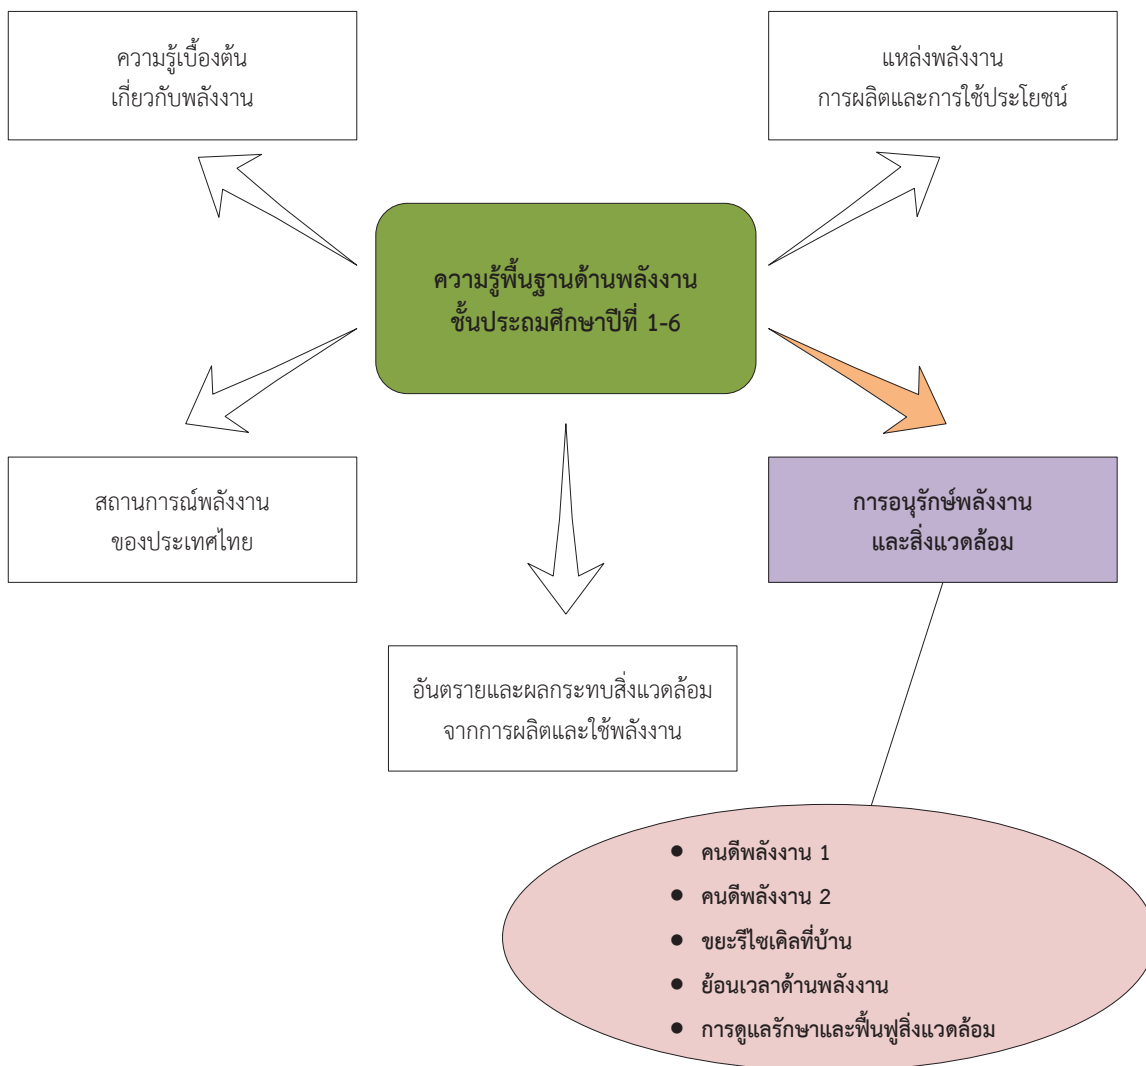 ความรู้เบื้องต้น
เกี่ยวกับพลังงาน
แหล่งพลังงาน
การผลิตและการใช้ประโยชน์
ความรู้พื้นฐานด้านพลังงาน
ชั้นประถมศึกษาปีที่ 1-6
สถานการณ์พลังงาน
ของประเทศไทย
การอนุรักษ์พลังงาน
และสิ่งแวดล้อม
อันตรายและผลกระทบสิ่งแวดล้อม
จากการผลิตและใช้พลังงาน
• คนดีพลังงาน 1
• คนดีพลังงาน 2
• ขยะรีไซเคิลที่บ้าน
• ย้อนเวลาด้านพลังงาน
• การดูแลรักษาและฟื้นฟูสิ่งแวดล้อม